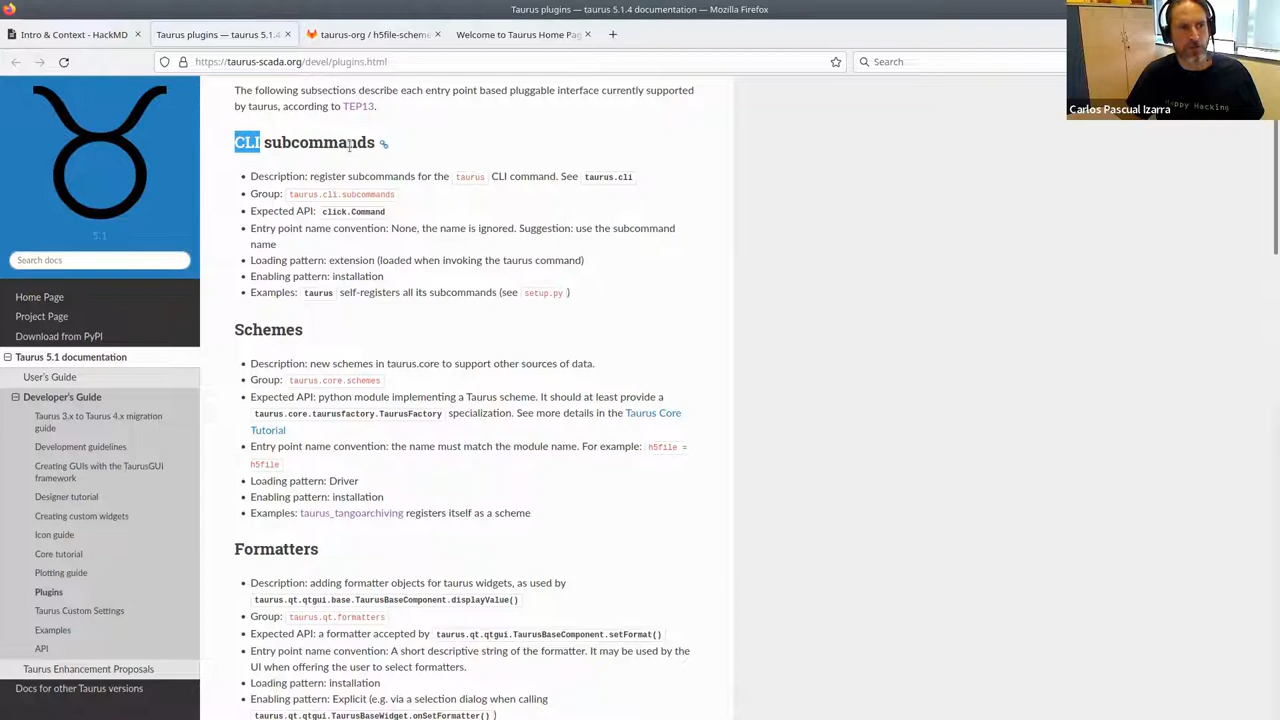 Taurus plugins — taurus 5.1.4 documentation — Mozilla Firefox
Intro & Context - HackMD
Taurus plugins — taurus 5.1.4
taurus-org / h5file-scheme
Welcome to Taurus Home Pag
https://taurus-scada.org/devel/plugins.html
Search
Happy Hacking
Carlos Pascual Izarra
5.1
Search docs
Home Page
Project Page
Download from PyPI
Taurus 5.1 documentation
User's Guide
Developer's Guide
Taurus 3.x to Taurus 4.x migration
guide
Development guidelines
Creating GUIs with the TaurusGUI
framework
Designer tutorial
Creating custom widgets
Icon guide
Core tutorial
Plotting guide
Plugins
Taurus Custom Settings
Examples
API
Taurus Enhancement Proposals
Docs for other Taurus versions
The following subsections describe each entry point based pluggable interface currently supported
by taurus, according to TEP13.
CLI subcommands
• Description: register subcommands for the taurus CLI command. See taurus.cli
• Group: taurus.cli.subcommands
• Expected API: click.Command
• Entry point name convention: None, the name is ignored. Suggestion: use the subcommand
name
• Loading pattern: extension (loaded when invoking the taurus command)
• Enabling pattern: installation
• Examples: taurus self-registers all its subcommands (see setup.py )
Schemes
• Description: new schemes in taurus.core to support other sources of data.
• Group: taurus.core.schemes
• Expected API: python module implementing a Taurus scheme. It should at least provide a
taurus.core.taurusfactory.TaurusFactory specialization. See more details in the Taurus Core
Tutorial
• Entry point name convention: the name must match the module name. For example: h5file =
h5file
• Loading pattern: Driver
• Enabling pattern: installation
• Examples: taurus_tangoarchiving registers itself as a scheme
Formatters
• Description: adding formatter objects for taurus widgets, as used by
taurus.qt.qtgui.base.TaurusBaseComponent.displayValue()
• Group: taurus.qt.formatters
• Expected API: a formatter accepted by taurus.qt.qtgui.TaurusBaseComponent.setFormat()
• Entry point name convention: A short descriptive string of the formatter. It may be used by the
UI when offering the user to select formatters.
• Loading pattern: installation
• Enabling pattern: Explicit (e.g. via a selection dialog when calling
taurus.qt.qtgui.TaurusBaseWidget.onSetFormatter() )